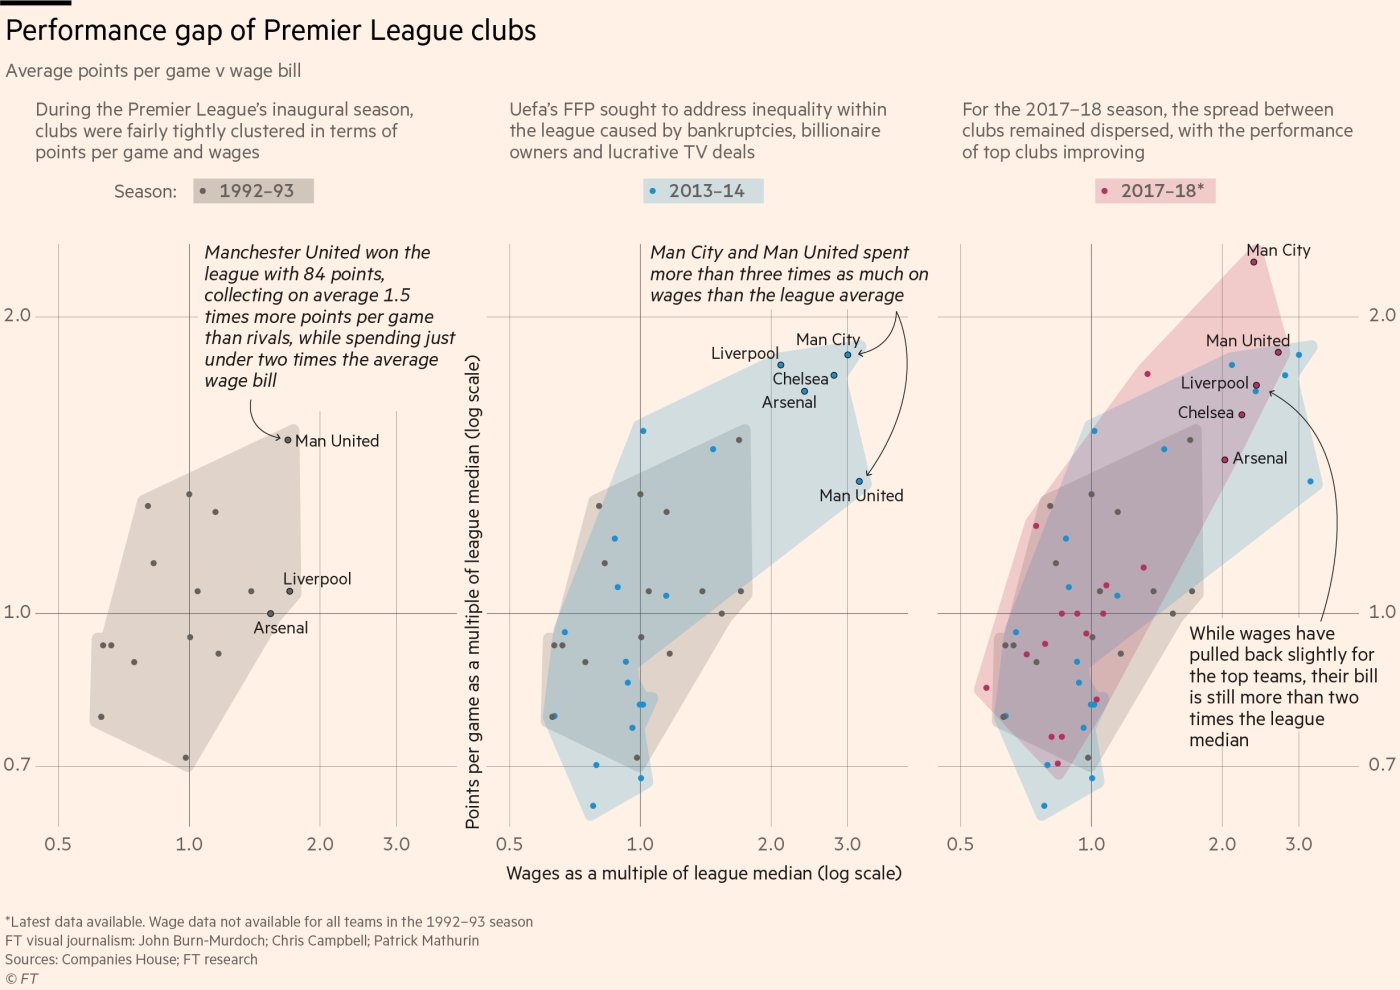 Performance gap of Premier League clubs
Average points per game v wage bill
During the Premier League's inaugural season,
clubs were fairly tightly clustered in terms of
points per game and wages
Uefa's FFP sought to address inequality within
the league caused by bankruptcies, billionaire
owners and lucrative TV deals
For the 2017–18 season, the spread between
clubs remained dispersed, with the performance
of top clubs improving
Season:
1992–93
2013–14
2017–18*
Manchester United won the
league with 84 points,
collecting on average 1.5
times more points per game
than rivals, while spending just
under two times the average
wage bill
Man United
Liverpool
Arsenal
2.0
1.0
0.7
0.5
1.0
2.0
3.0
Points per game as a multiple of league median (log scale)
Man City and Man United spent
more than three times as much on
wages than the league average
Man City
Liverpool
Chelsea
Arsenal
Man United
0.5
1.0
2.0
3.0
Wages as a multiple of league median (log scale)
Man City
Man United
Liverpool
Chelsea
Arsenal
While wages have
pulled back slightly for
the top teams, their bill
is still more than two
times the league
median
2.0
1.0
0.7
0.5
1.0
2.0
3.0
*Latest data available. Wage data not available for all teams in the 1992–93 season
FT visual journalism: John Burn-Murdoch; Chris Campbell; Patrick Mathurin
Sources: Companies House; FT research
© FT